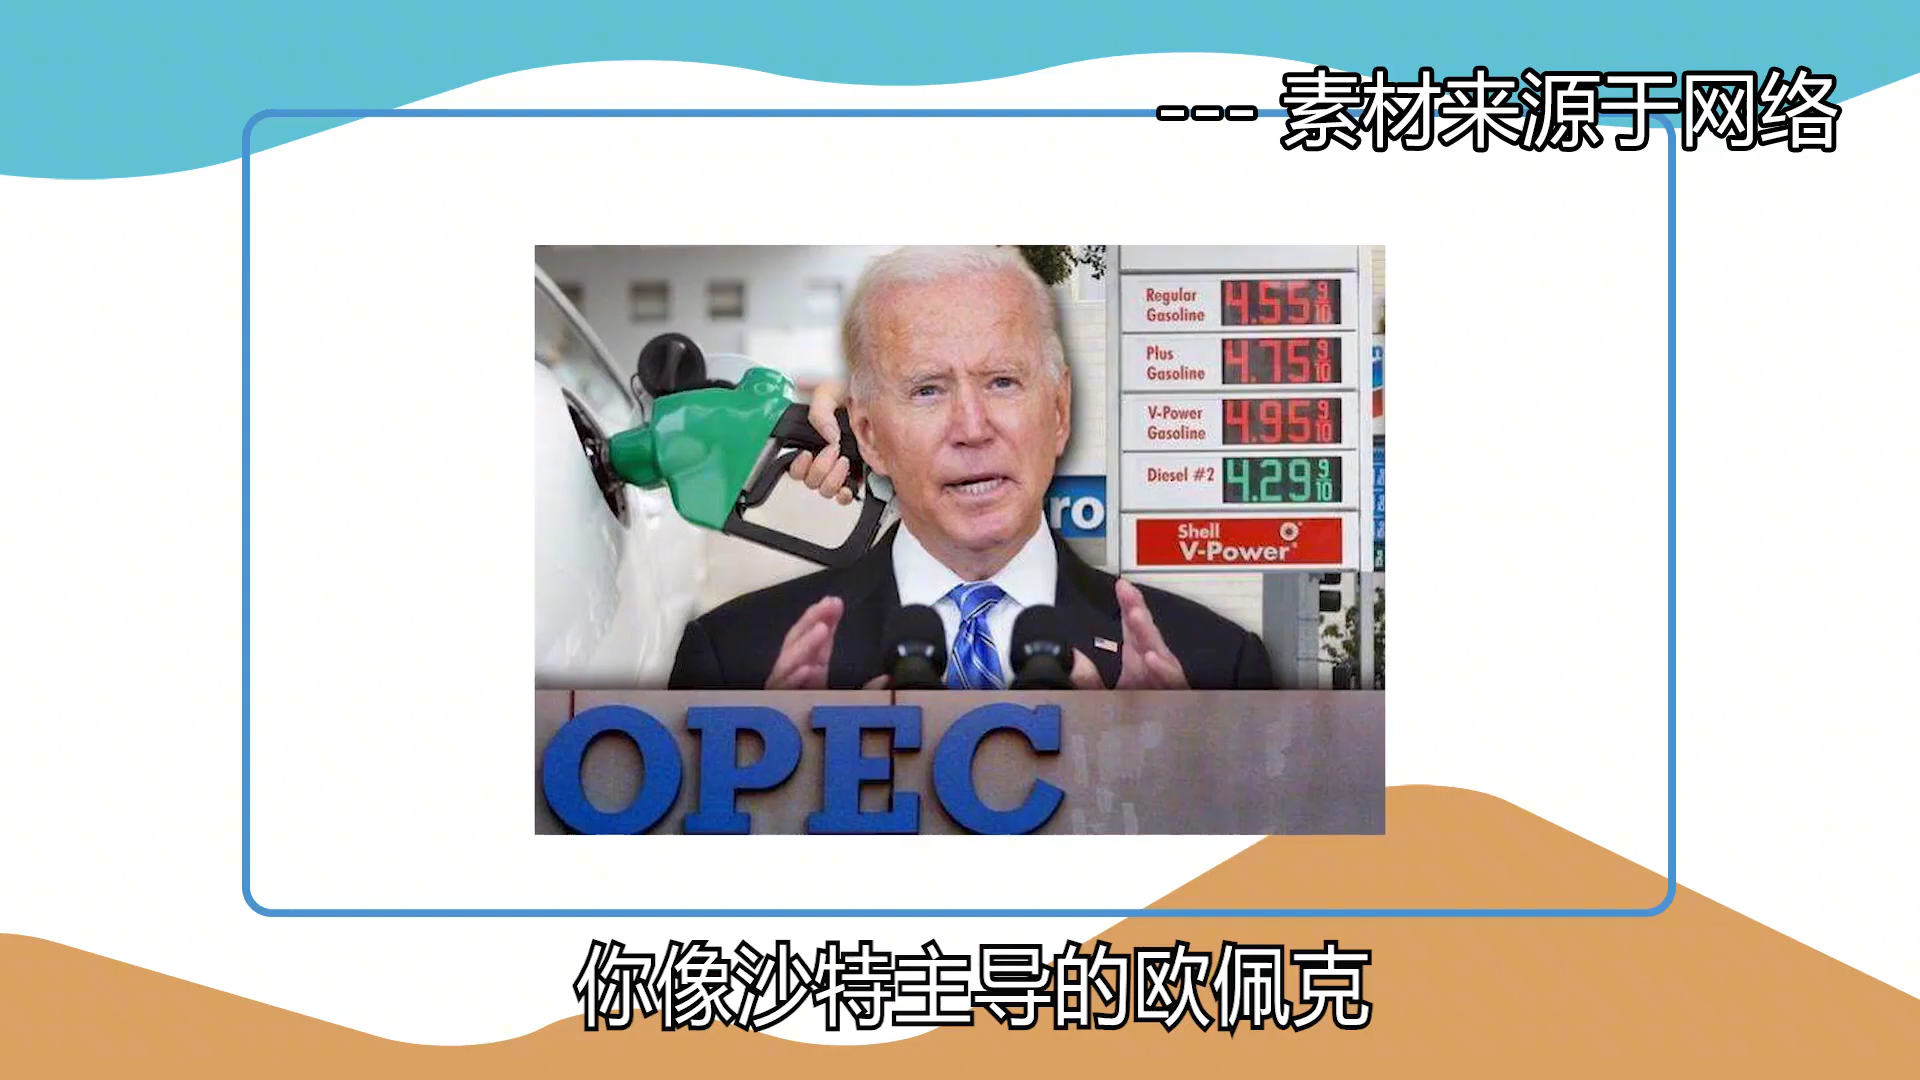 --- 素材来源于网络
Regular
Gasoline
4.55 9/10
Plus
Gasoline
4.75 9/10
V-Power
Gasoline
4.95 9/10
Diesel #2
4.29 9/10
ro
Shell
V-Power
OPEC
你像沙特主导的欧佩克